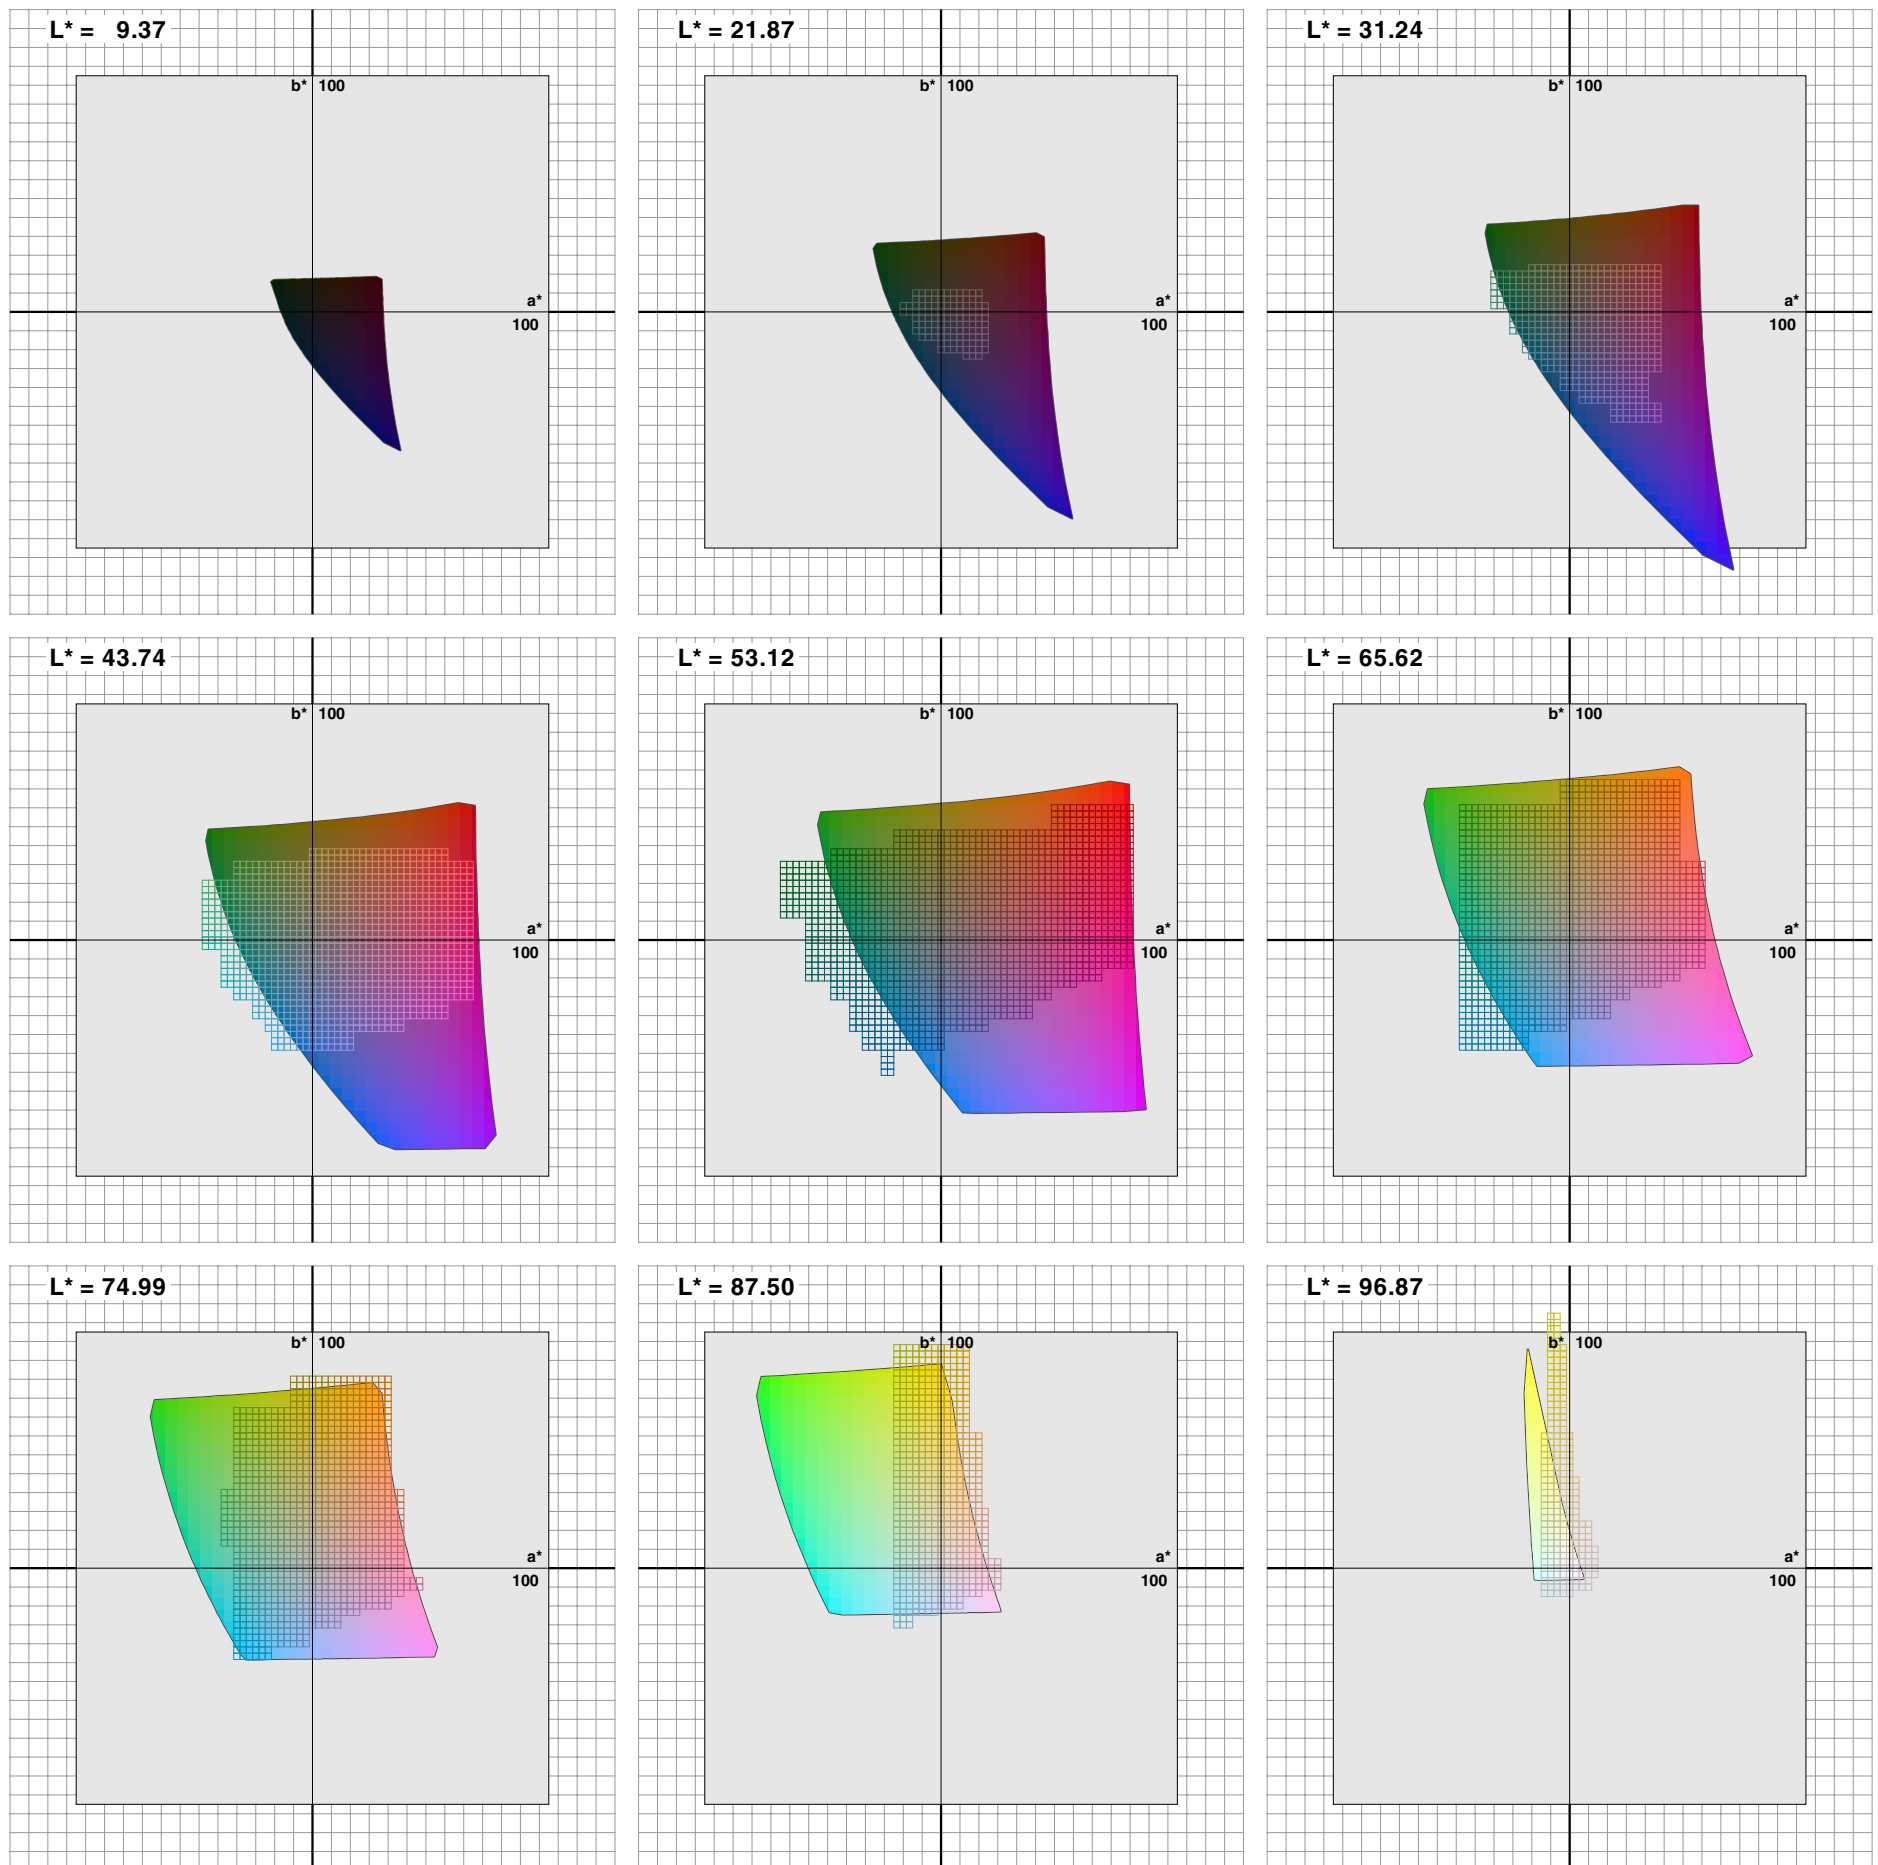 L* = 9.37
b* 100
a*
100
L* = 21.87
b* 100
a*
100
L* = 31.24
b* 100
a*
100
L* = 43.74
b* 100
a*
100
L* = 53.12
b* 100
a*
100
L* = 65.62
b* 100
a*
100
L* = 74.99
b* 100
a*
100
L* = 87.50
b* 100
a*
100
L* = 96.87
b* 100
a*
100